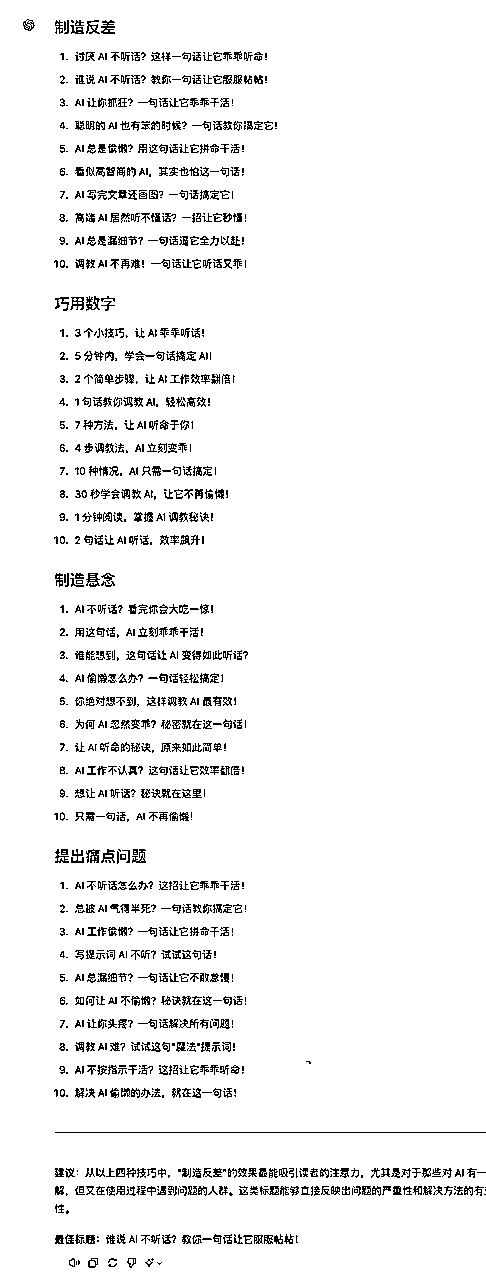 制造反差
1. 讨厌 AI 不听话？这样一句话让它乖乖听命！
2. 谁说 AI 不听话？教你一句话让它服服帖帖！
3. AI 让你抓狂？一句话让它乖乖干活！
4. 聪明的 AI 也有笨的时候？一句话教你搞定它！
5. AI 总是偷懒？用这句话让它拼命干活！
6. 看似高智商的 AI，其实也怕这一句话！
7. AI 写完文章还画图？一句话搞定它！
8. 高端 AI 居然听不懂话？一招让它秒懂！
9. AI 总是漏细节？一句话逼它全力以赴！
10. 调教 AI 不再难！一句话让它听话又乖！
巧用数字
1. 3 个小技巧，让 AI 乖乖听话！
2. 5 分钟内，学会一句话搞定 AI！
3. 2 个简单步骤，让 AI 工作效率翻倍！
4. 1 句话教你调教 AI，轻松高效！
5. 7 种方法，让 AI 听命于你！
6. 4 步调教法，AI 立刻变乖！
7. 10 种情况，AI 只需一句话搞定！
8. 30 秒学会调教 AI，让它不再偷懒！
9. 1 分钟阅读，掌握 AI 调教秘诀！
10. 2 句话让 AI 听话，效率飙升！
制造悬念
1. AI 不听话？看完你会大吃一惊！
2. 用这句话，AI 立刻乖乖干活！
3. 谁能想到，这句话让 AI 变得如此听话？
4. AI 偷懒怎么办？一句话轻松搞定！
5. 你绝对想不到，这样调教 AI 最有效！
6. 为何 AI 忽然变乖？秘密就在这一句话！
7. 让 AI 听命的秘诀，原来如此简单！
8. AI 工作不认真？这句话让它效率翻倍！
9. 想让 AI 听话？秘诀就在这里！
10. 只需一句话，AI 不再偷懒！
提出痛点问题
1. AI 不听话怎么办？这招让它乖乖干活！
2. 总被 AI 气得半死？一句话教你搞定它！
3. AI 工作偷懒？一句话让它拼命干活！
4. 写提示词 AI 不听？试试这句话！
5. AI 总漏细节？一句话让它不敢怠慢！
6. 如何让 AI 不偷懒？秘诀就在这一句话！
7. AI 让你头疼？一句话解决所有问题！
8. 调教 AI 难？试试这句"魔法"提示词！
9. AI 不按指示干活？这招让它乖乖听命！
10. 解决 AI 偷懒的办法，就在这一句话！
建议：从以上四种技巧中，"制造反差"的效果最能吸引读者的注意力，尤其是对于那些对 AI 有一
解，但又在使用过程中遇到问题的人群。这类标题能够直接反映出问题的严重性和解决方法的有
性。
最佳标题：谁说 AI 不听话？教你一句话让它服服帖帖！